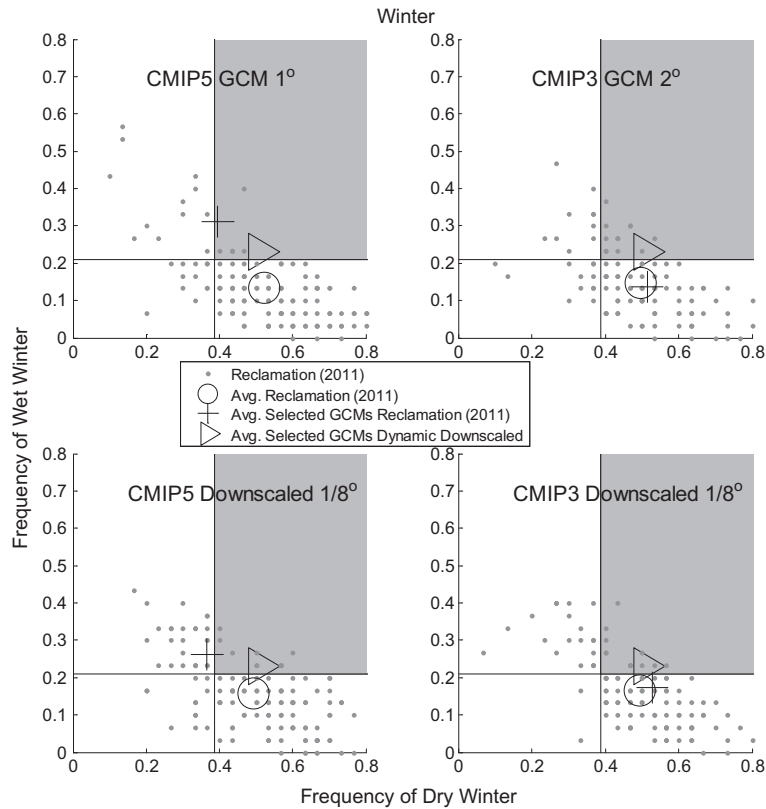 Winter
CMIP5 GCM 1°
0.8
0.7
0.6
0.5
0.4
0.3
0.2
0.1
0
0 0.2 0.4 0.6 0.8
CMIP3 GCM 2°
0.8
0.7
0.6
0.5
0.4
0.3
0.2
0.1
0
0 0.2 0.4 0.6 0.8
Reclamation (2011)
Avg. Reclamation (2011)
Avg. Selected GCMs Reclamation (2011)
Avg. Selected GCMs Dynamic Downscaled
Frequency of Wet Winter
CMIP5 Downscaled 1/8°
0.8
0.7
0.6
0.5
0.4
0.3
0.2
0.1
0
0 0.2 0.4 0.6 0.8
CMIP3 Downscaled 1/8°
0.8
0.7
0.6
0.5
0.4
0.3
0.2
0.1
0
0 0.2 0.4 0.6 0.8
Frequency of Dry Winter